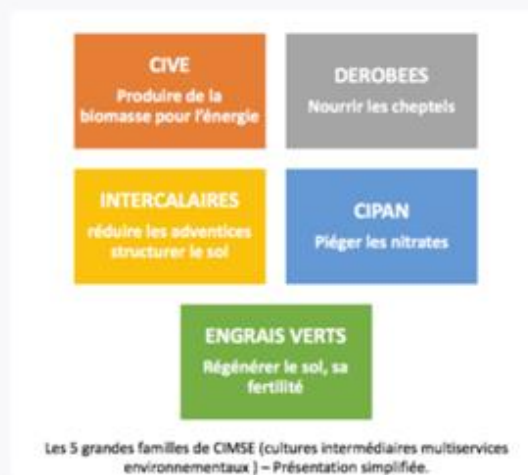 CIVE
Produire de la
biomasse pour l'énergie
DEROBEES
Nourrir les cheptels
INTERCALAIRES
réduire les adventices
structurer le sol
CIPAN
Piéger les nitrates
ENGRAIS VERTS
Régénérer le sol, sa
fertilité
Les 5 grandes familles de CIMSE (cultures intermédiaires multiservices
environnementaux ) – Présentation simplifiée.